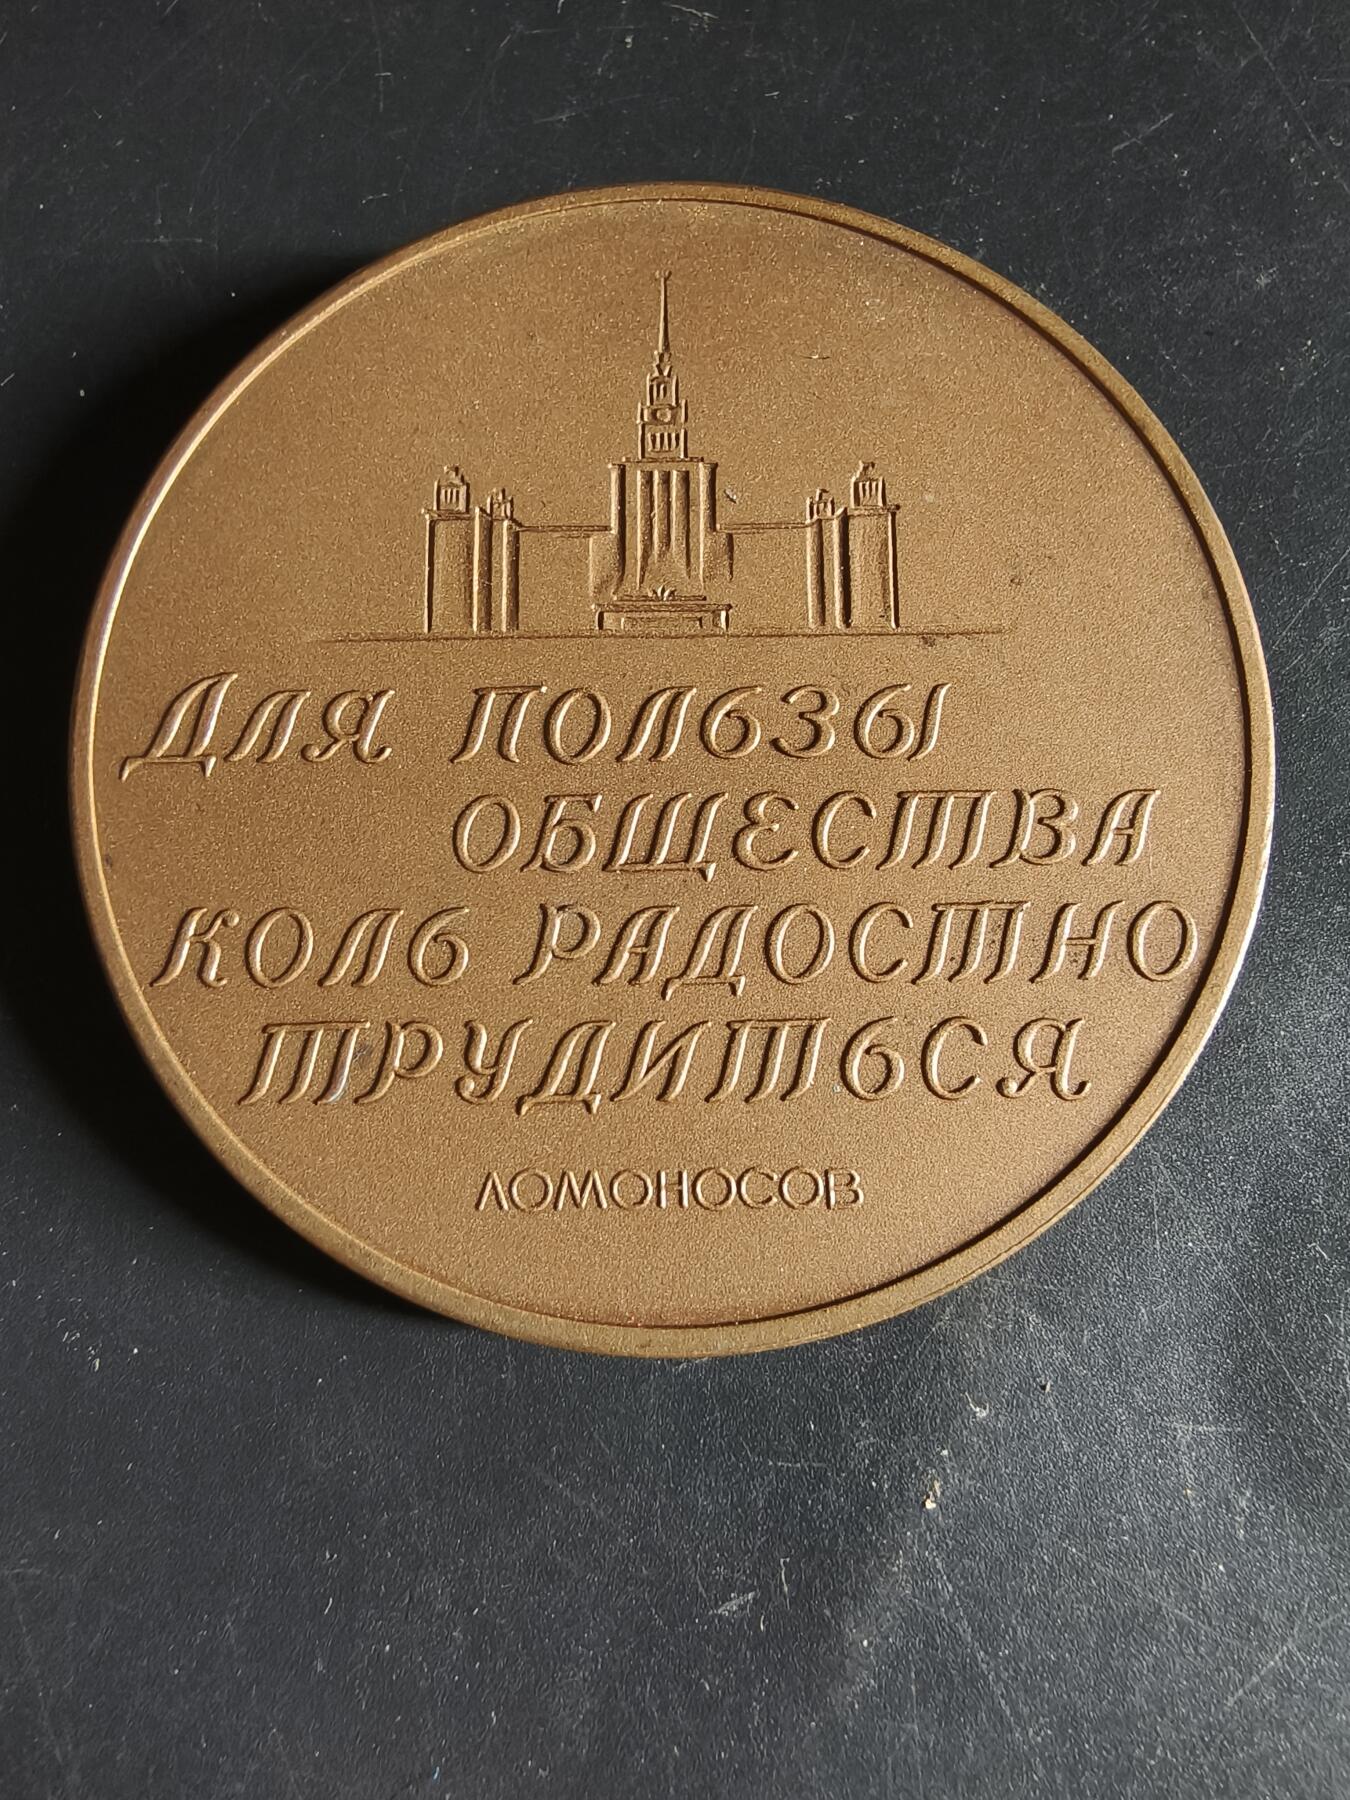 ДЛЯ ПОЛЬЗЫ
ОБЩЕСТВА
КОЛЬ РАДОСТНО
ТРУДИТЬСЯ
ЛОМОНОСОВ